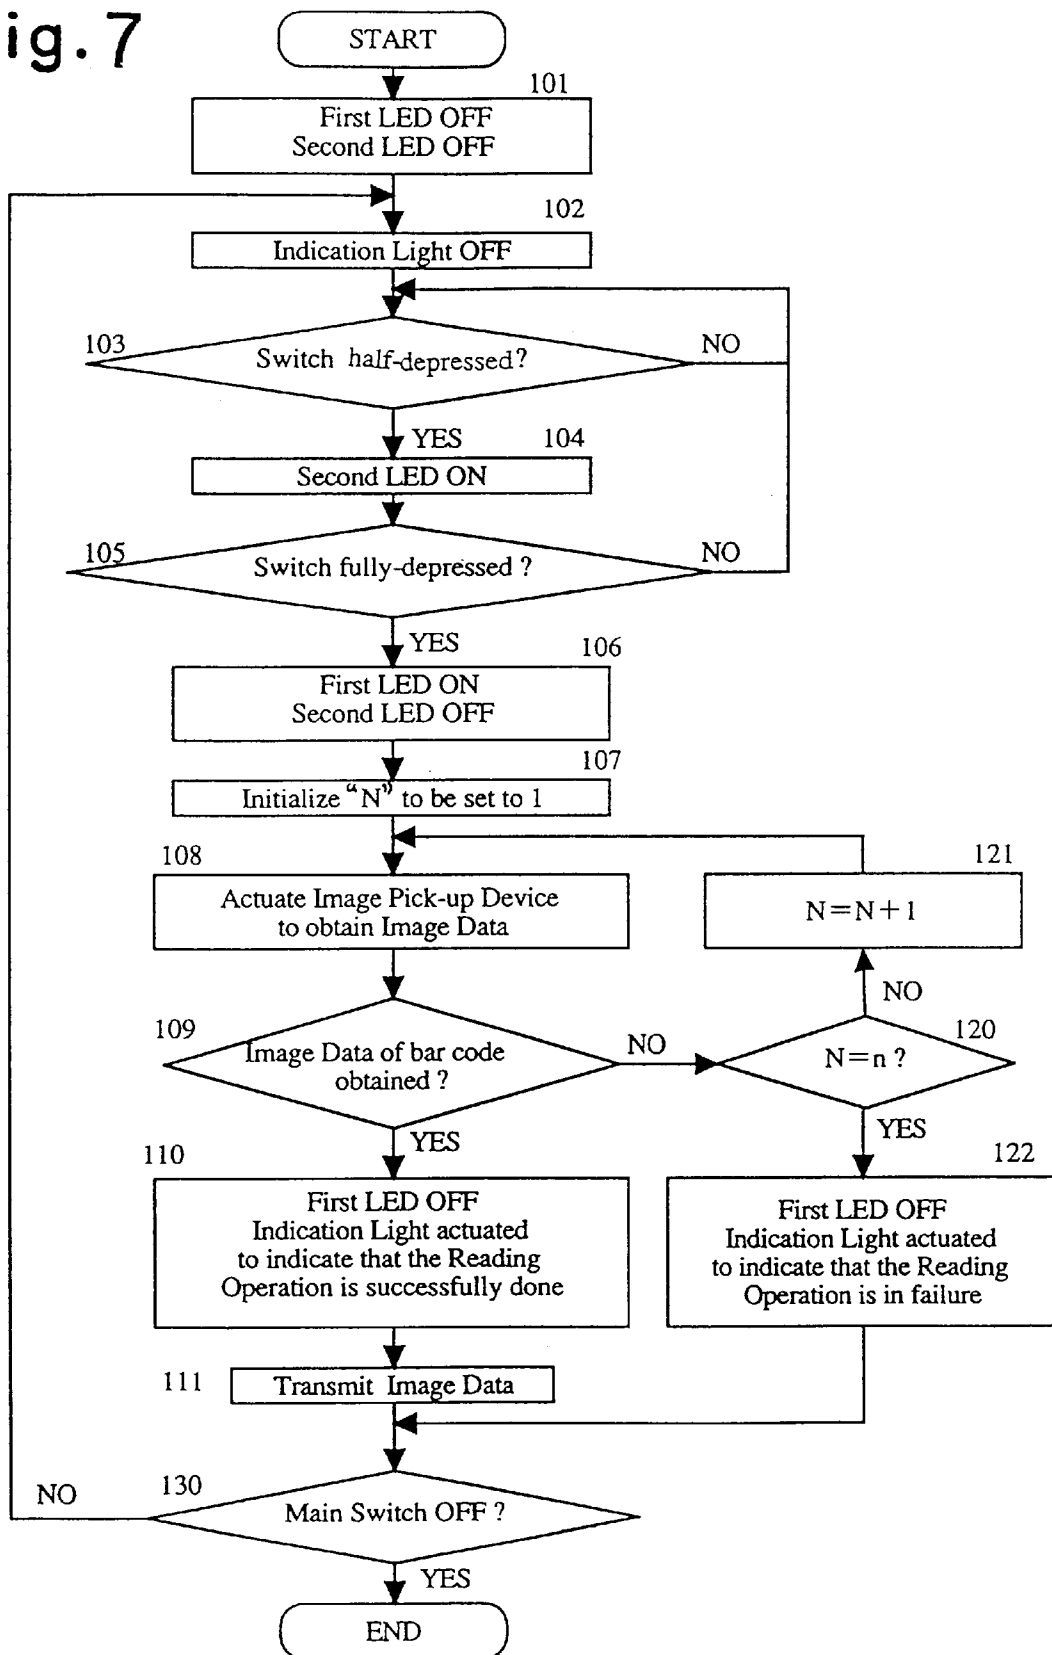 ig.7
START
101
First LED OFF
Second LED OFF
102
Indication Light OFF
103
Switch half-depressed?
NO
YES
104
Second LED ON
105
Switch fully-depressed ?
NO
YES
106
First LED ON
Second LED OFF
107
Initialize "N" to be set to 1
108
Actuate Image Pick-up Device
to obtain Image Data
121
N=N+1
NO
109
Image Data of bar code
obtained ?
NO
120
N=n ?
YES
YES
110
First LED OFF
Indication Light actuated
to indicate that the Reading
Operation is successfully done
122
First LED OFF
Indication Light actuated
to indicate that the Reading
Operation is in failure
111
Transmit Image Data
130
Main Switch OFF ?
NO
YES
END